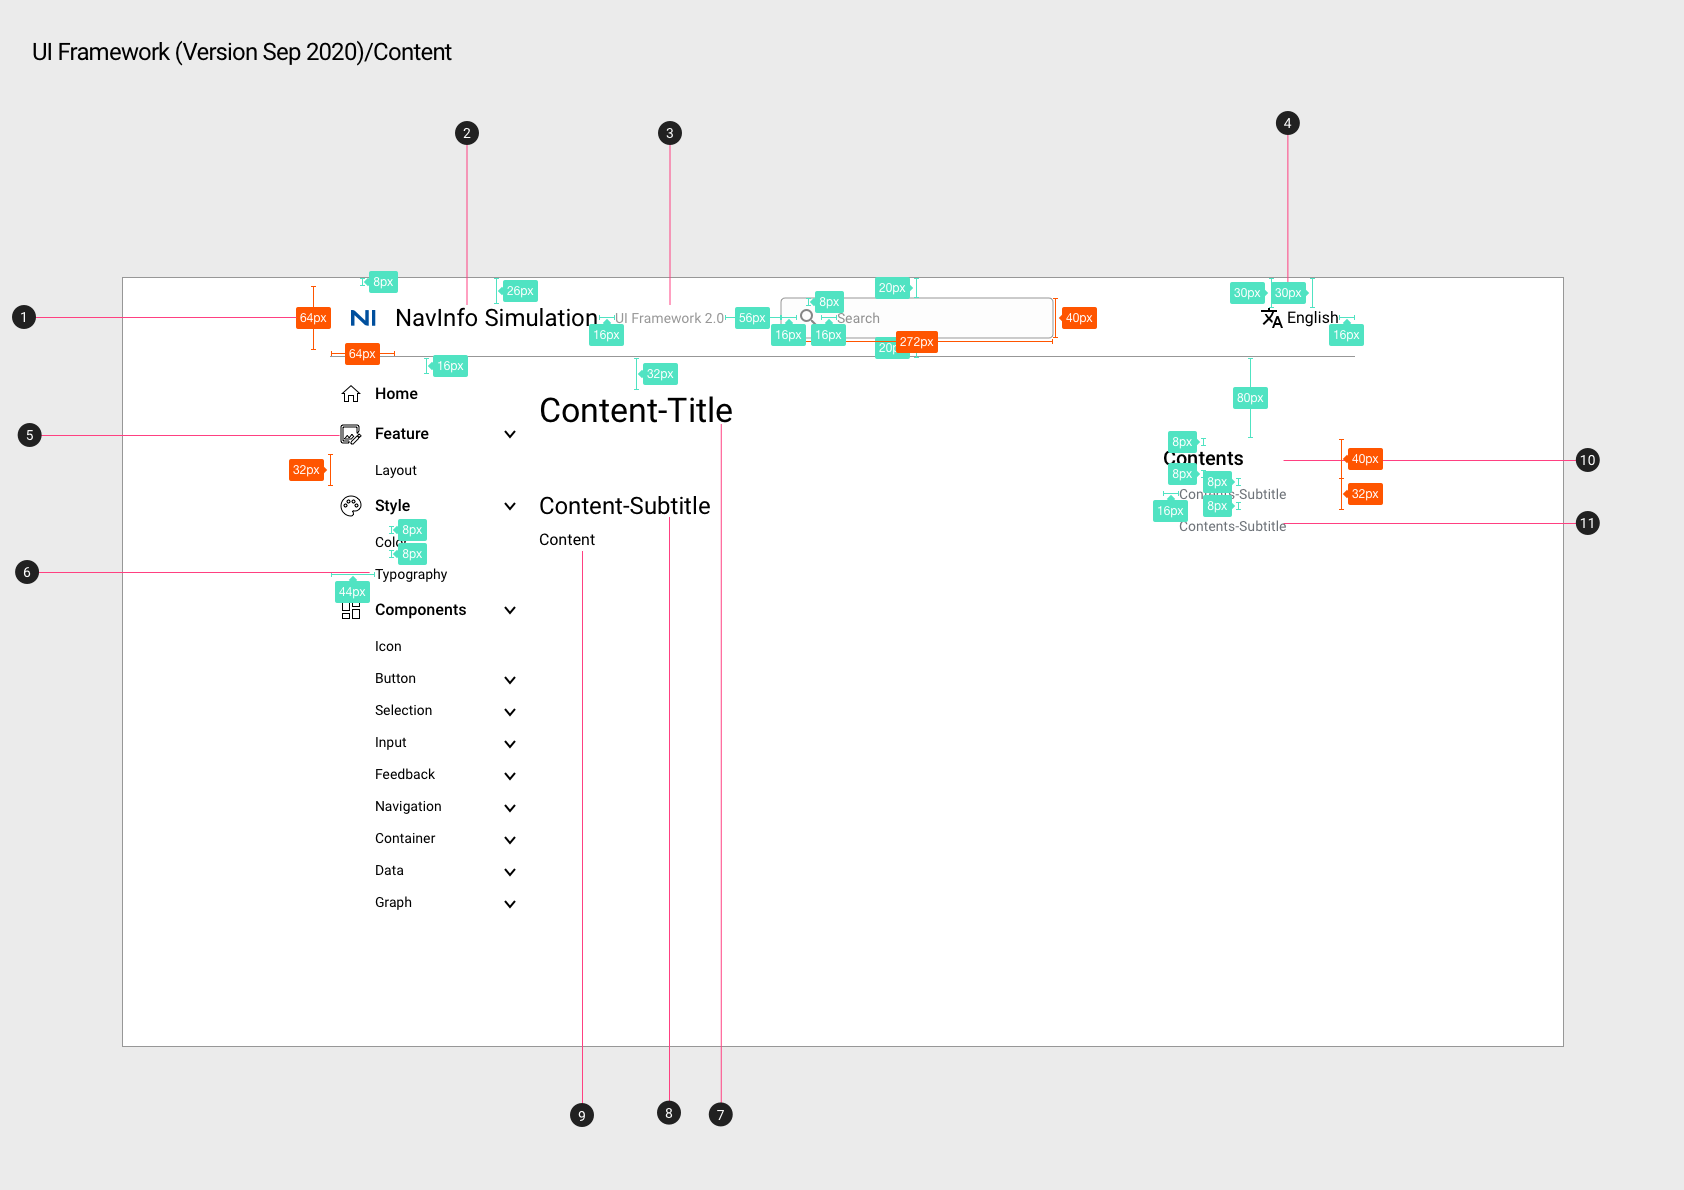 UI Framework (Version Sep 2020)/Content
2
3
4
8px
26px
20px
30px
30px
8px
1
64px
NI
NavInfo Simulation
UI Framework 2.0
56px
Search
40px
English
16px
16px
16px
16px
272px
20px
64px
16px
32px
Home
Content-Title
80px
5
Feature
8px
Contents
40px
10
32px
Layout
8px
8px
Contents-Subtitle
32px
Style
Content-Subtitle
16px
8px
Contents-Subtitle
11
8px
Color
Content
8px
6
Typography
44px
Components
Icon
Button
Selection
Input
Feedback
Navigation
Container
Data
Graph
9
8
7